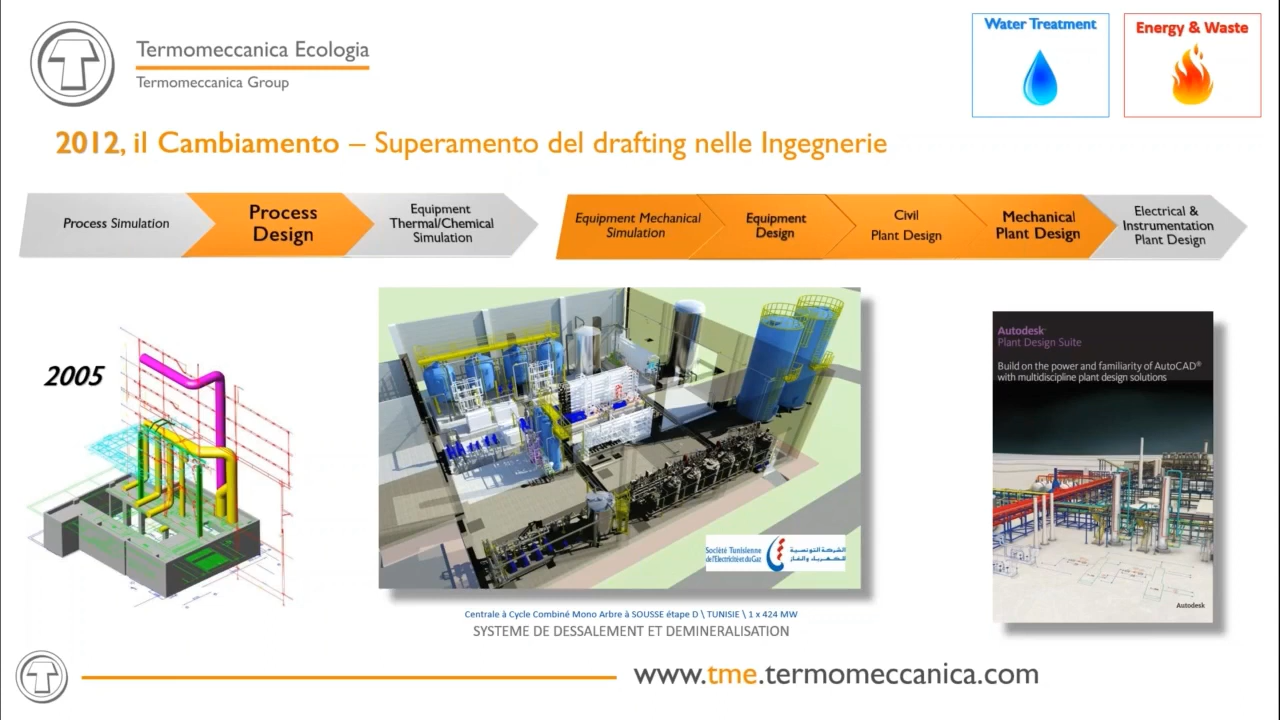 Termomeccanica Ecologia
Termomeccanica Group
Water Treatment
Energy & Waste
2012, il Cambiamento – Superamento del drafting nelle Ingegnerie
Process Simulation
Process
Design
Equipment
Thermal/Chemical
Simulation
Equipment Mechanical
Simulation
Equipment
Design
Civil
Plant Design
Mechanical
Plant Design
Electrical &
Instrumentation
Plant Design
2005
Société Tunisienne
de l'Electricité et du Gaz
الشركة التونسية
للكهرباء والغاز
Autodesk
Plant Design Suite
Build on the power and familiarity of AutoCAD®
with multidiscipline plant design solutions
Autodesk
Centrale à Cycle Combiné Mono Arbre à SOUSSE étape D \ TUNISIE \ 1 x 424 MW
SYSTEME DE DESSALEMENT ET DEMINERALISATION
www.tme.termomeccanica.com